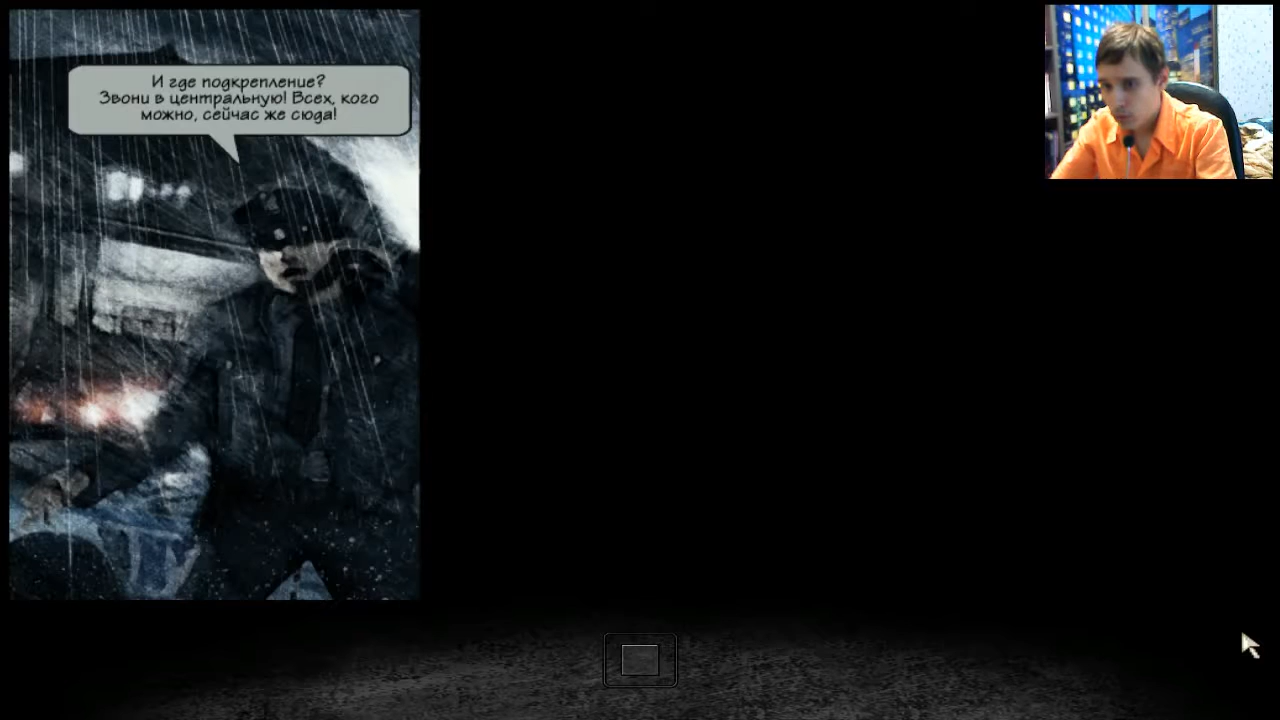 И где подкрепление?
Звони в центральную! Всех, кого
можно, сейчас же сюда!